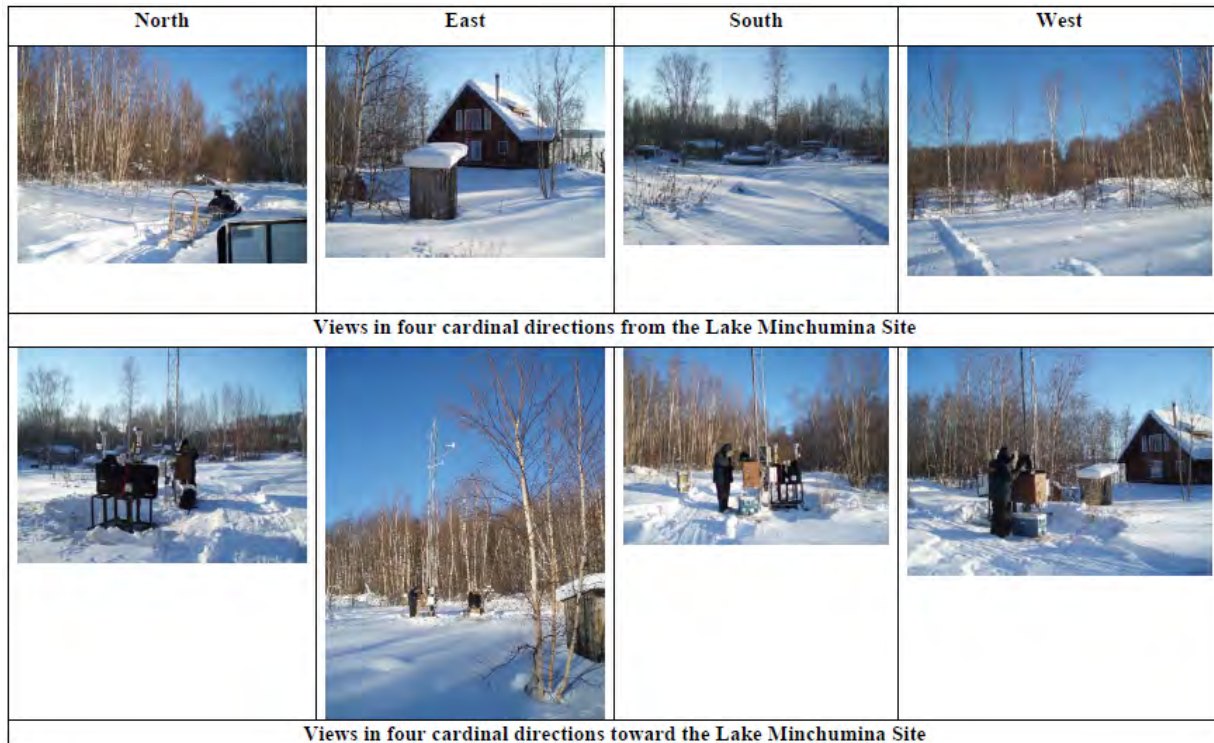 North East South West
Views in four cardinal directions from the Lake Minchumina Site
Views in four cardinal directions toward the Lake Minchumina Site